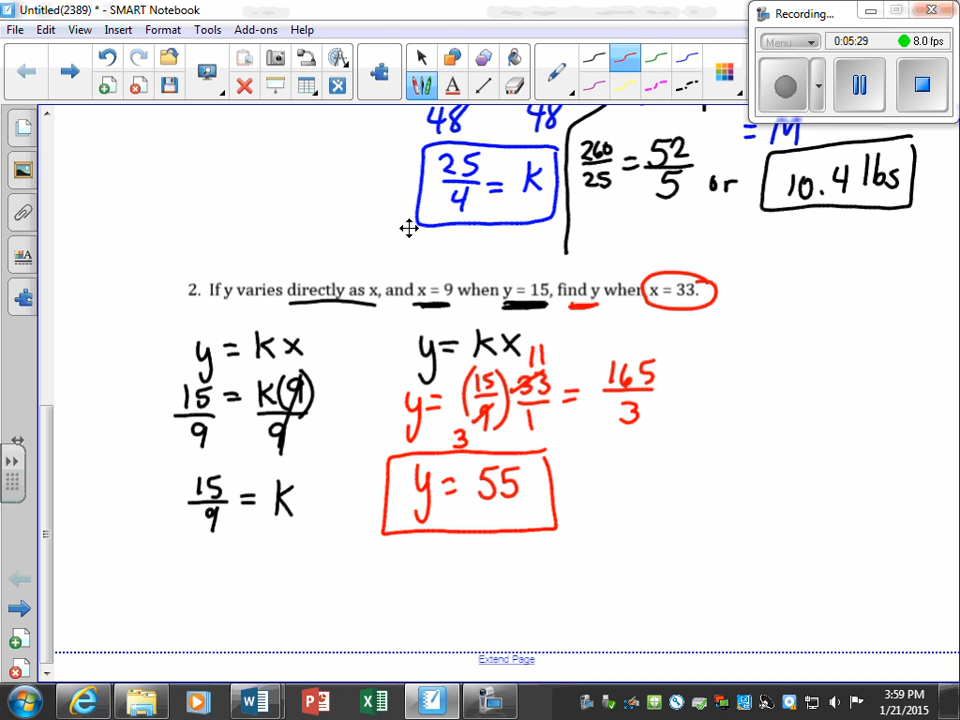 Untitled(2389) * - SMART Notebook
File Edit View Insert Format Tools Add-ons Help
Recording...
Menu 0:05:29 8.0 fps
48 48
= M
25/4 = K
260/25 = 52/5 or 10.4 lbs
2. If y varies directly as x, and x = 9 when y = 15, find y when x = 33.
y = Kx
15/9 = K(9)/9
15/9 = K
y = Kx
y = (15/9) 33/1 = 165/3
11
3
y = 55
Extend Page
3:59 PM
1/21/2015